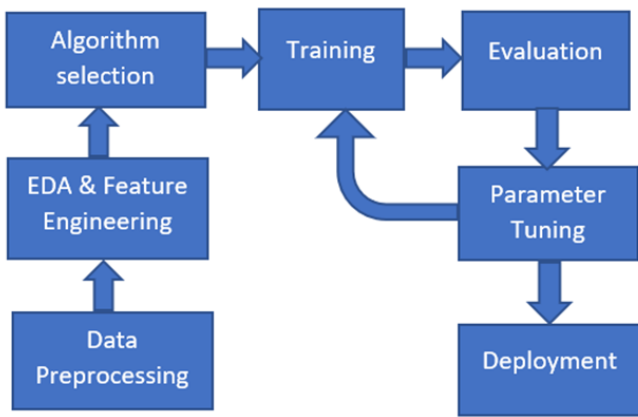 Algorithm
selection
Training
Evaluation
EDA & Feature
Engineering
Parameter
Tuning
Data
Preprocessing
Deployment